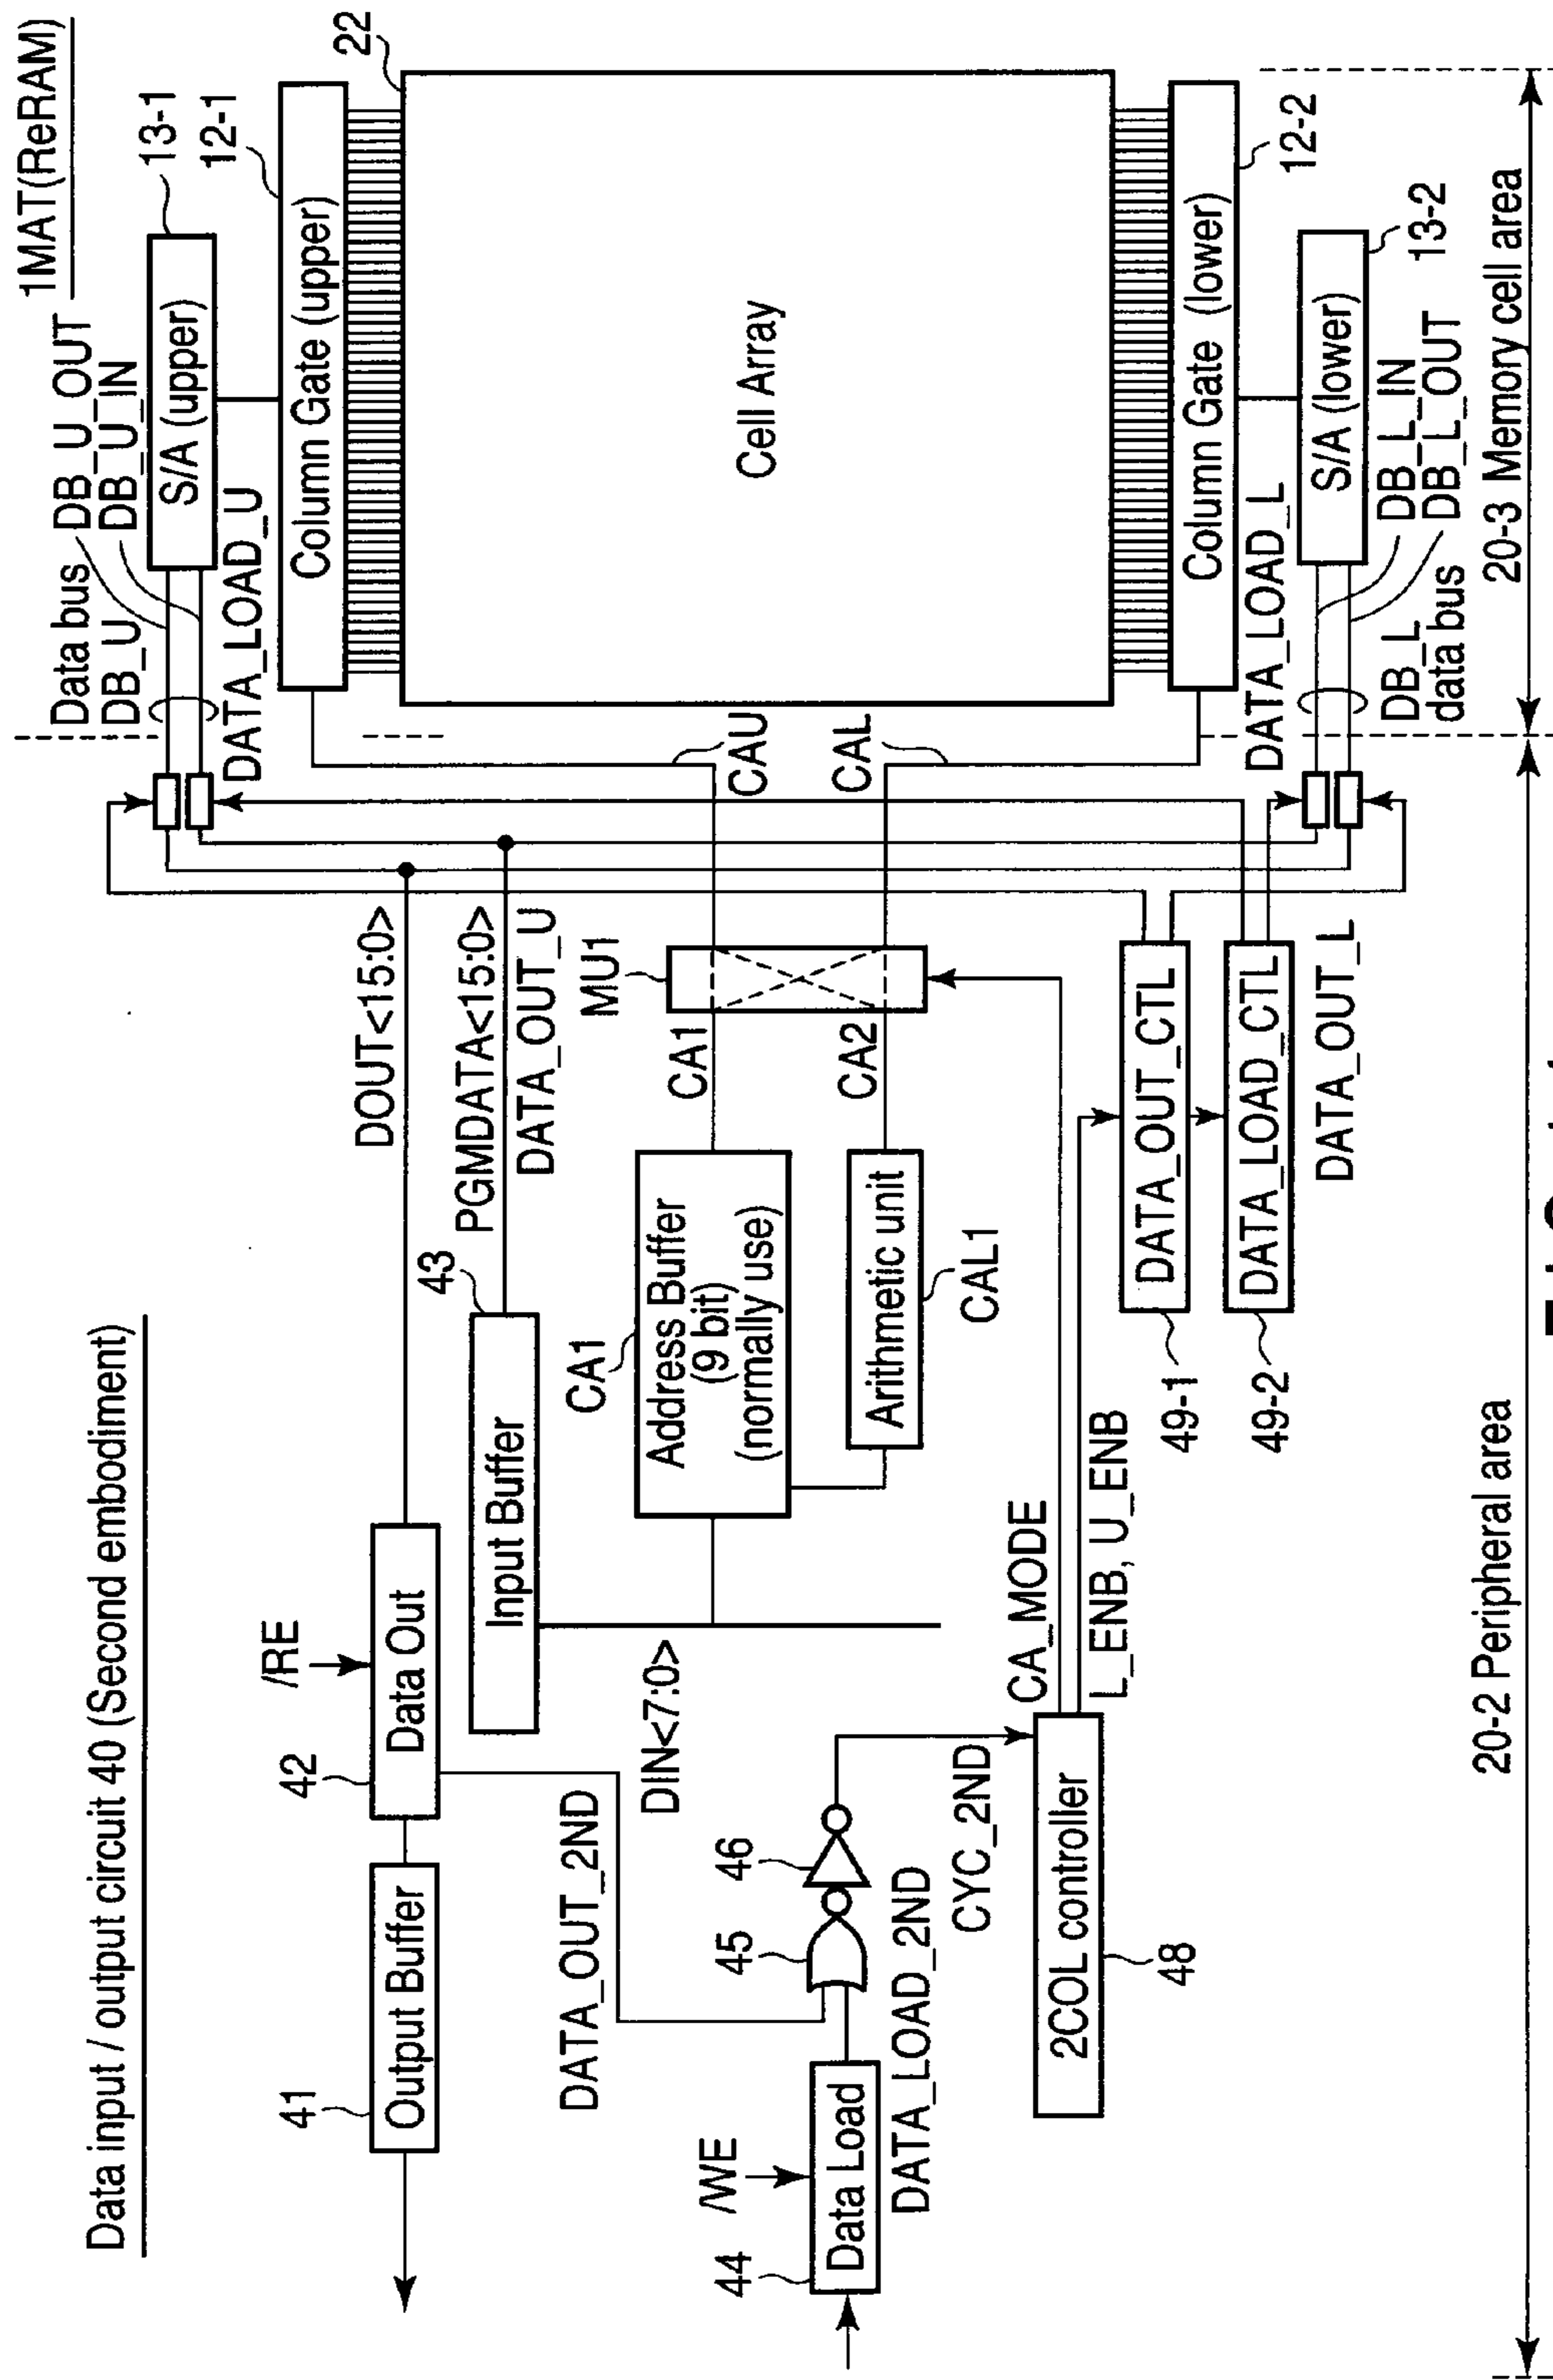 Data input / output circuit 40 (Second embodiment)
1MAT(ReRAM)
Data bus
DB_U
DB_U_OUT
DB_U_IN
13-1
S/A (upper)
DATA_LOAD_U
12-1
Column Gate (upper)
22
Cell Array
41
Output Buffer
/RE
42
Data Out
DOUT<15:0>
43
Input Buffer
PGMDATA<15:0>
DATA_OUT_U
DATA_OUT_2ND
DIN<7:0>
CA1
Address Buffer
(9 bit)
(normally use)
CA1
MU1
CAU
CAL
CA2
Arithmetic unit
CAL1
/WE
44
Data Load
DATA_LOAD_2ND
45
46
CYC_2ND
2COL controller
48
CA_MODE
L_ENB, U_ENB
DATA_OUT_CTL
49-1
DATA_LOAD_CTL
49-2
DATA_OUT_L
Column Gate (lower)
12-2
DATA_LOAD_L
S/A (lower)
13-2
DB_L_IN
DB_L_OUT
DB_L
data bus
20-2 Peripheral area
20-3 Memory cell area